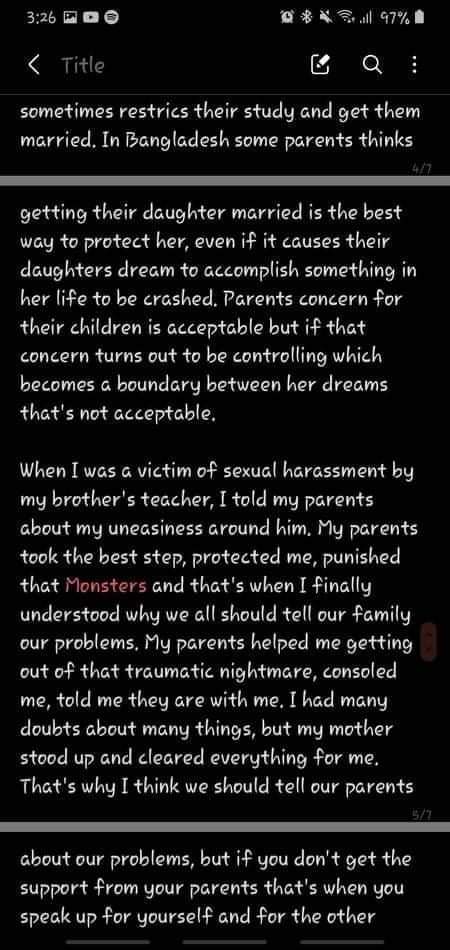 3:26
97%
Title
sometimes restrics their study and get them
married. In Bangladesh some parents thinks
4/7
getting their daughter married is the best
way to protect her, even if it causes their
daughters dream to accomplish something in
her life to be crashed. Parents concern for
their children is acceptable but if that
concern turns out to be controlling which
becomes a boundary between her dreams
that's not acceptable.
When I was a victim of sexual harassment by
my brother's teacher, I told my parents
about my uneasiness around him. My parents
took the best step, protected me, punished
that Monsters and that's when I finally
understood why we all should tell our family
our problems. My parents helped me getting
out of that traumatic nightmare, consoled
me, told me they are with me. I had many
doubts about many things, but my mother
stood up and cleared everything for me.
That's why I think we should tell our parents
5/7
about our problems, but if you don't get the
support from your parents that's when you
speak up for yourself and for the other